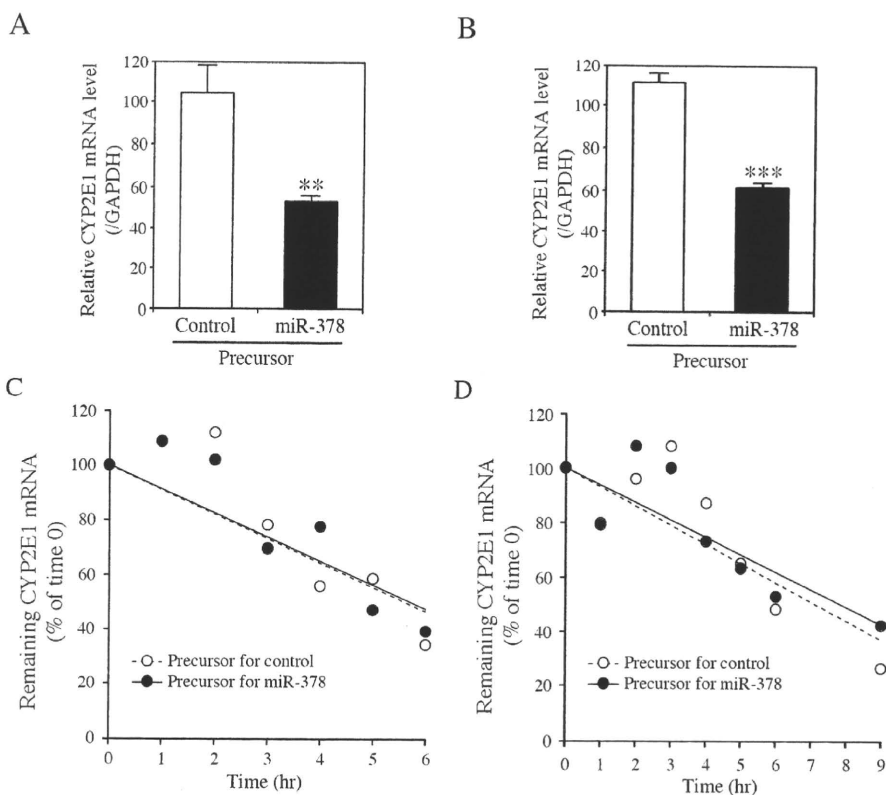 A
Relative CYP2E1 mRNA level
(/GAPDH)
120
100
80
60
40
20
0
**
Control
miR-378
Precursor
B
Relative CYP2E1 mRNA level
(/GAPDH)
120
100
80
60
40
20
0
***
Control
miR-378
Precursor
C
Remaining CYP2E1 mRNA
(% of time 0)
120
100
80
60
40
20
0
Precursor for control
Precursor for miR-378
0 1 2 3 4 5 6
Time (hr)
D
Remaining CYP2E1 mRNA
(% of time 0)
120
100
80
60
40
20
0
Precursor for control
Precursor for miR-378
0 1 2 3 4 5 6 7 8 9
Time (hr)